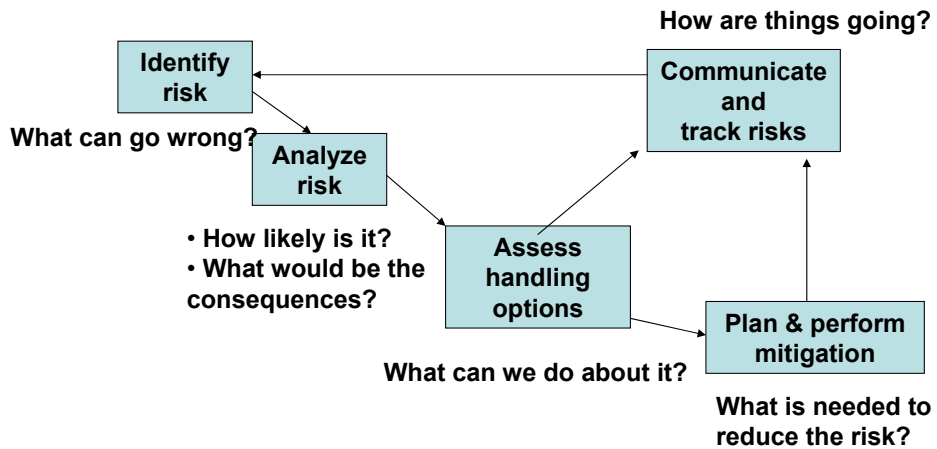 How are things going?
Identify
risk
Communicate
and
track risks
What can go wrong?
Analyze
risk
• How likely is it?
• What would be the
consequences?
Assess
handling
options
Plan & perform
mitigation
What can we do about it?
What is needed to
reduce the risk?